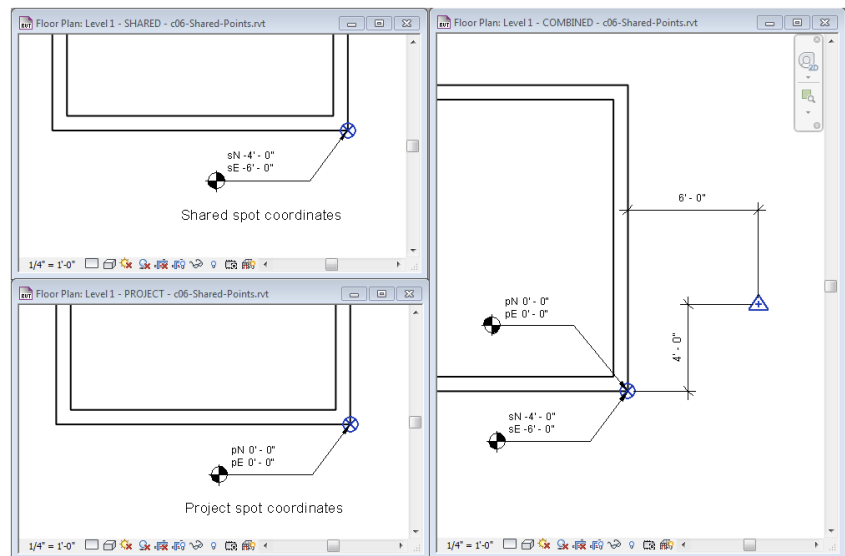 Floor Plan: Level 1 - SHARED - c06-Shared-Points.rvt
sN -4' - 0"
sE -6' - 0"
Shared spot coordinates
1/4" = 1'-0"
Floor Plan: Level 1 - PROJECT - c06-Shared-Points.rvt
pN 0' - 0"
pE 0' - 0"
Project spot coordinates
1/4" = 1'-0"
Floor Plan: Level 1 - COMBINED - c06-Shared-Points.rvt
6' - 0"
pN 0' - 0"
pE 0' - 0"
4' - 0"
sN -4' - 0"
sE -6' - 0"
1/4" = 1'-0"